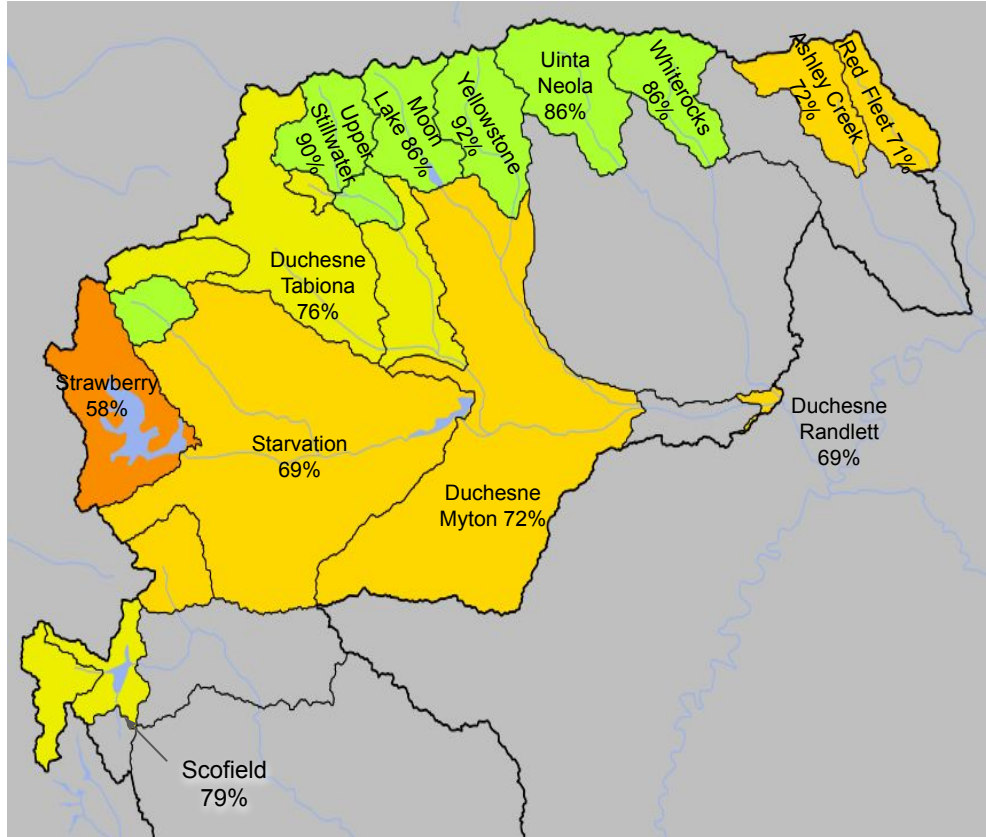 Upper
Stillwater
90%
Moon
Lake 86%
Yellowstone
92%
Uinta
Neola
86%
Whiterocks
86%
Ashley Creek
72%
Red Fleet 71%
Duchesne
Tabiona
76%
Strawberry
58%
Starvation
69%
Duchesne
Myton 72%
Duchesne
Randlett
69%
Scofield
79%